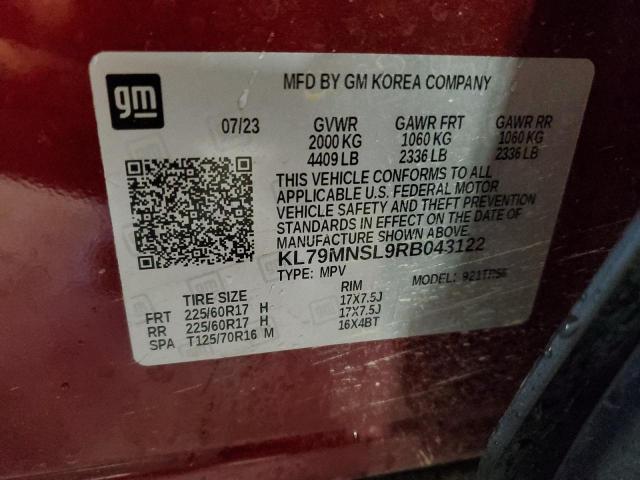 gm
MFD BY GM KOREA COMPANY
07/23 GVWR GAWR FRT GAWR RR
2000 KG 1060 KG 1060 KG
4409 LB 2336 LB 2336 LB
THIS VEHICLE CONFORMS TO ALL
APPLICABLE U.S. FEDERAL MOTOR
VEHICLE SAFETY AND THEFT PREVENTION
STANDARDS IN EFFECT ON THE DATE OF
MANUFACTURE SHOWN ABOVE.
KL79MNSL9RB043122
TYPE: MPV MODEL:
TIRE SIZE RIM
FRT 225/60R17 H 17X7.5J
RR 225/60R17 H 17X7.5J
SPA T125/70R16 M 16X4BT